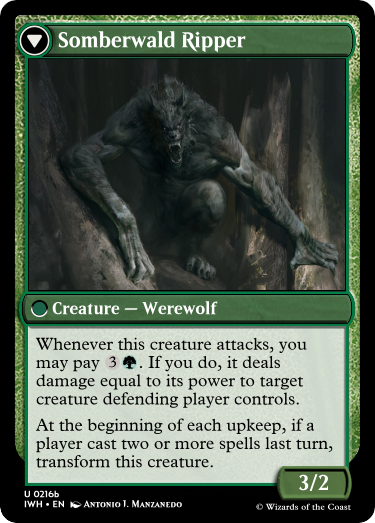 Somberwald Ripper
Creature — Werewolf
Whenever this creature attacks, you
may pay 3 . If you do, it deals
damage equal to its power to target
creature defending player controls.
At the beginning of each upkeep, if a
player cast two or more spells last turn,
transform this creature.
3/2
U 0216b
IWH • EN Antonio J. Manzanedo
© Wizards of the Coast